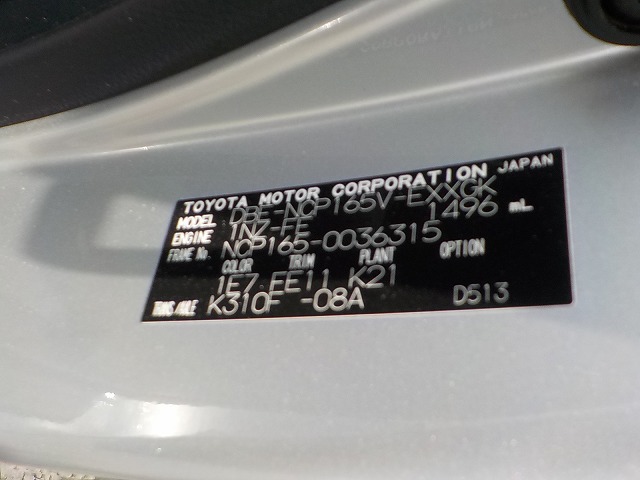 TOYOTA MOTOR CORPORATION JAPAN
MODEL DBE-NCP165V-EXXGK
ENGINE 1NZ-FE 1496 mL
FRAME No. NCP165-0036315
COLOR TRIM PLANT OPTION
1E7 FE11 K21
TRANS/AXLE K310F -08A D513